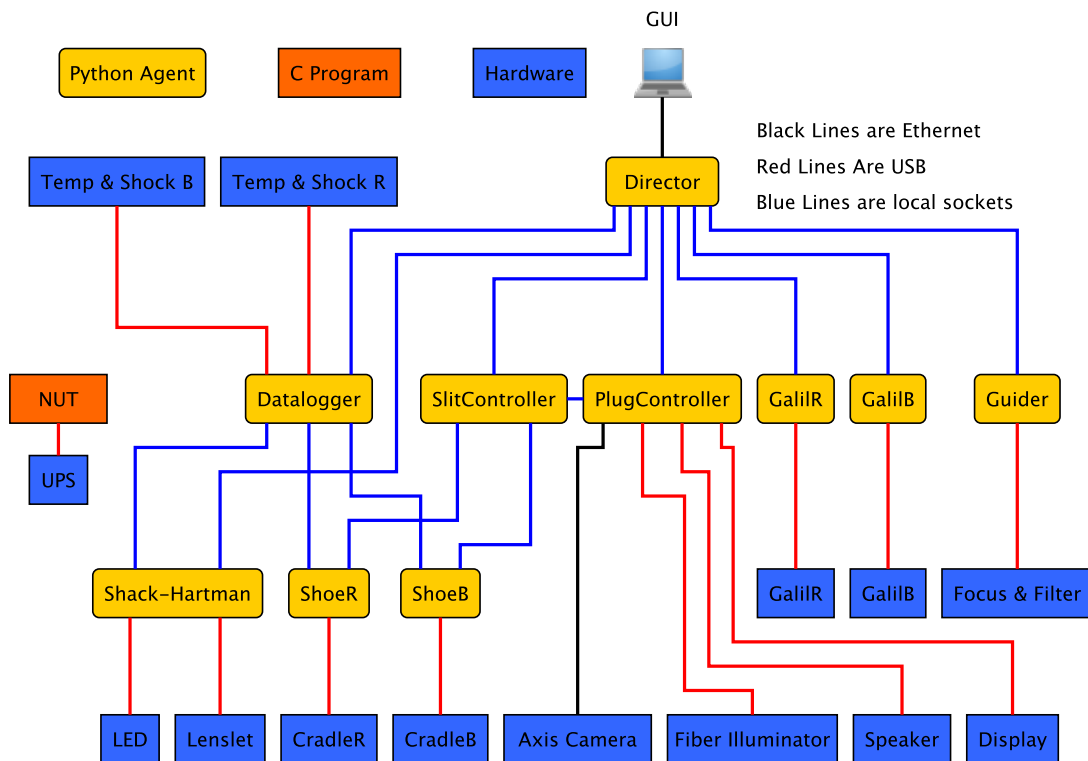 GUI
Python Agent
C Program
Hardware
Black Lines are Ethernet
Red Lines Are USB
Blue Lines are local sockets
Temp & Shock B
Temp & Shock R
Director
NUT
Datalogger
SlitController
PlugController
GalilR
GalilB
Guider
UPS
Shack-Hartman
ShoeR
ShoeB
GalilR
GalilB
Focus & Filter
LED
Lenslet
CradleR
CradleB
Axis Camera
Fiber Illuminator
Speaker
Display